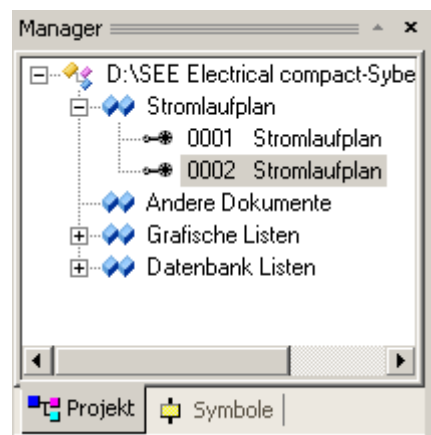 Manager
D:\SEE Electrical compact-Sybe
Stromlaufplan
0001 Stromlaufplan
0002 Stromlaufplan
Andere Dokumente
Grafische Listen
Datenbank Listen
Projekt Symbole